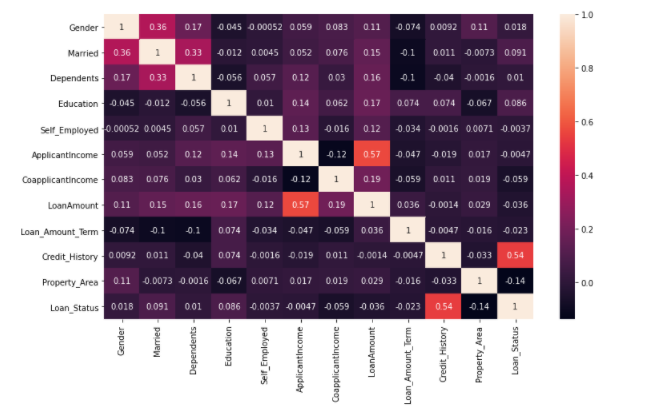 Gender 1 0.36 0.17 -0.045 -0.00052 0.059 0.083 0.11 -0.074 0.0092 0.11 0.018
Married 0.36 1 0.33 -0.012 0.0045 0.052 0.076 0.15 -0.1 0.011 -0.0073 0.091
Dependents 0.17 0.33 1 -0.056 0.057 0.12 0.03 0.16 -0.1 -0.04 -0.0016 0.01
Education -0.045 -0.012 -0.056 1 0.01 0.14 0.062 0.17 0.074 0.074 -0.067 0.086
Self_Employed -0.00052 0.0045 0.057 0.01 1 0.13 -0.016 0.12 -0.034 -0.0016 0.0071 -0.0037
ApplicantIncome 0.059 0.052 0.12 0.14 0.13 1 -0.12 0.57 -0.047 -0.019 0.017 -0.0047
CoapplicantIncome 0.083 0.076 0.03 0.062 -0.016 -0.12 1 0.19 -0.059 0.011 0.019 -0.059
LoanAmount 0.11 0.15 0.16 0.17 0.12 0.57 0.19 1 0.036 -0.0014 0.029 -0.036
Loan_Amount_Term -0.074 -0.1 -0.1 0.074 -0.034 -0.047 -0.059 0.036 1 -0.0047 -0.016 -0.023
Credit_History 0.0092 0.011 -0.04 0.074 -0.0016 -0.019 0.011 -0.0014 -0.0047 1 -0.033 0.54
Property_Area 0.11 -0.0073 -0.0016 -0.067 0.0071 0.017 0.019 0.029 -0.016 -0.033 1 -0.14
Loan_Status 0.018 0.091 0.01 0.086 -0.0037 -0.0047 -0.059 -0.036 -0.023 0.54 -0.14 1
Gender
Married
Dependents
Education
Self_Employed
ApplicantIncome
CoapplicantIncome
LoanAmount
Loan_Amount_Term
Credit_History
Property_Area
Loan_Status
1.0
0.8
0.6
0.4
0.2
0.0